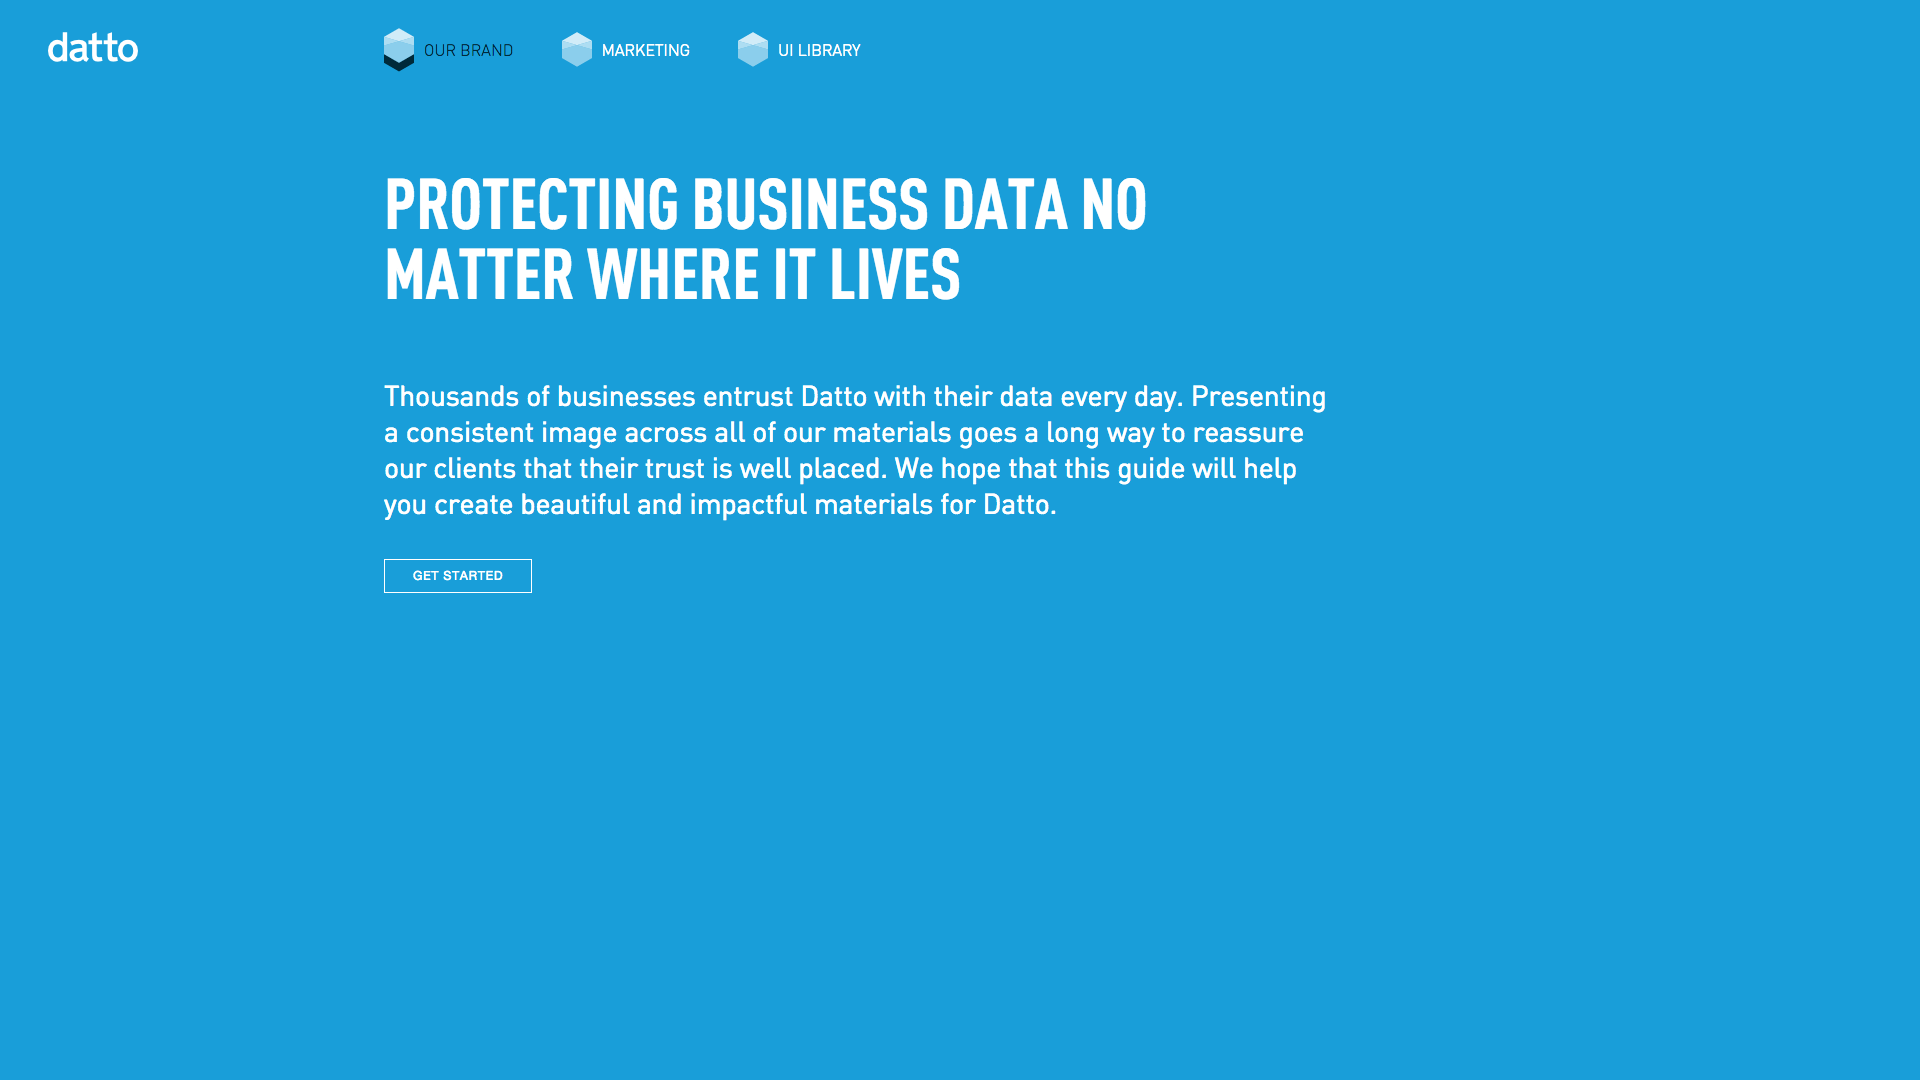 datto
OUR BRAND
MARKETING
UI LIBRARY
PROTECTING BUSINESS DATA NO
MATTER WHERE IT LIVES
Thousands of businesses entrust Datto with their data every day. Presenting
a consistent image across all of our materials goes a long way to reassure
our clients that their trust is well placed. We hope that this guide will help
you create beautiful and impactful materials for Datto.
GET STARTED